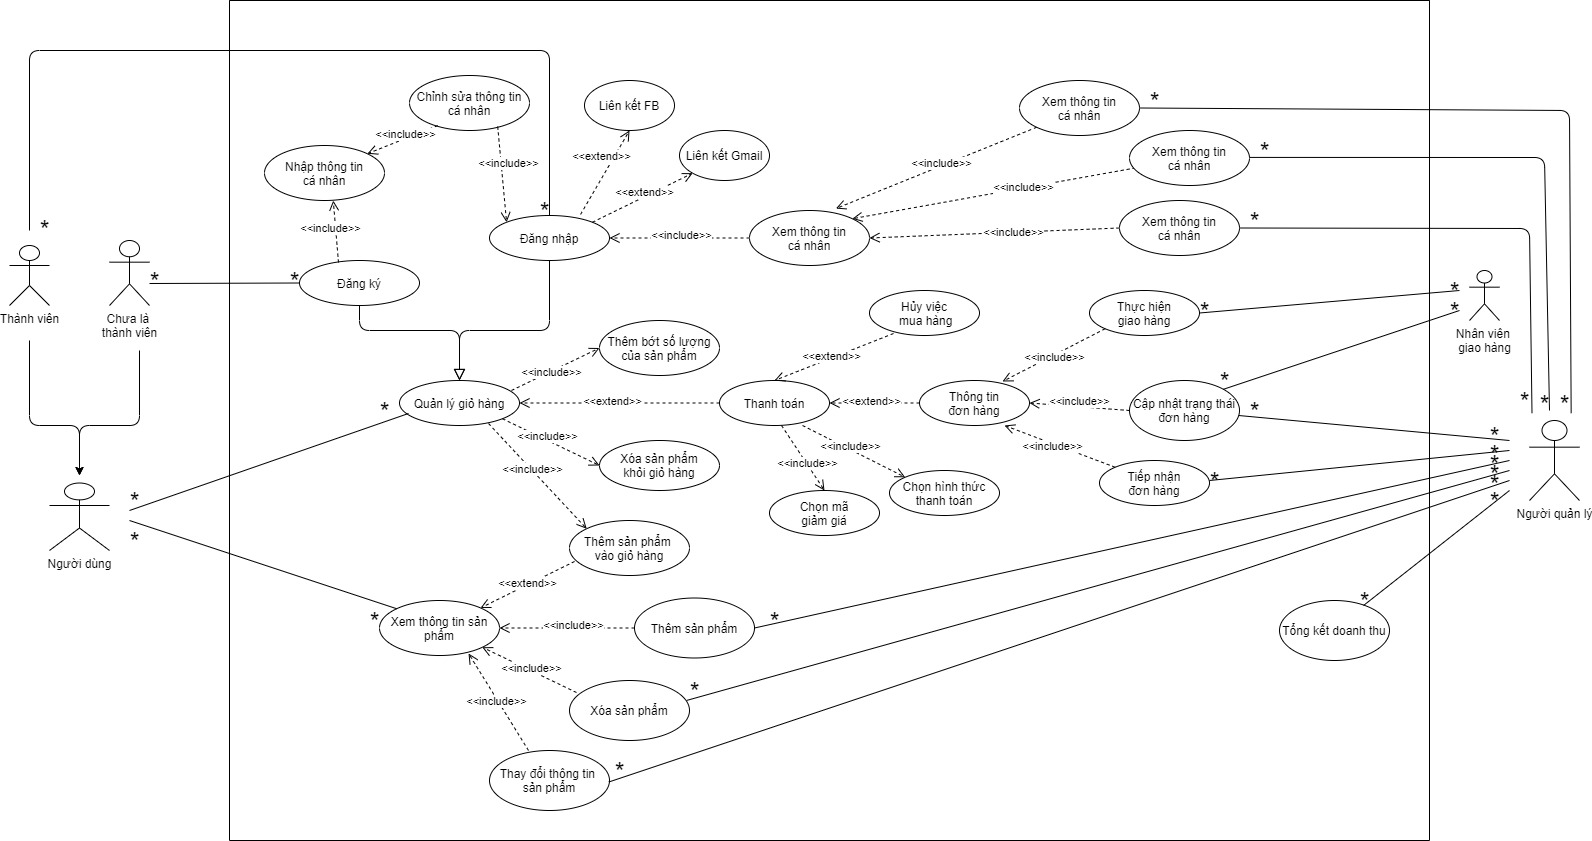 Chỉnh sửa thông tin
cá nhân
Liên kết FB
Xem thông tin
cá nhân
*
<<include>>
Nhập thông tin
cá nhân
<<include>>
<<extend>>
Liên kết Gmail
<<include>>
Xem thông tin
cá nhân
*
<<extend>>
<<include>>
*
*
<<include>>
Đăng nhập
<<include>>
Xem thông tin
cá nhân
<<include>>
Xem thông tin
cá nhân
*
Thành viên
Chưa là
thành viên
*
*
Đăng ký
Hủy việc
mua hàng
Thực hiện
giao hàng
*
*
*
Nhân viên
giao hàng
Thêm bớt số lượng
của sản phẩm
<<include>>
<<extend>>
<<include>>
*
Quản lý giỏ hàng
<<extend>>
Thanh toán
<<extend>>
Thông tin
đơn hàng
<<include>>
Cập nhật trạng thái
đơn hàng
*
*
*
*
*
*
<<include>>
Xóa sản phẩm
khỏi giỏ hàng
<<include>>
<<include>>
<<include>>
Chọn hình thức
thanh toán
Chọn mã
giảm giá
<<include>>
Tiếp nhận
đơn hàng
*
*
*
*
*
*
*
Người quản lý
*
*
Người dùng
Thêm sản phẩm
vào giỏ hàng
<<extend>>
*
Xem thông tin sản
phẩm
<<include>>
Thêm sản phẩm
*
*
Tổng kết doanh thu
<<include>>
Xóa sản phẩm
*
<<include>>
Thay đổi thông tin
sản phẩm
*